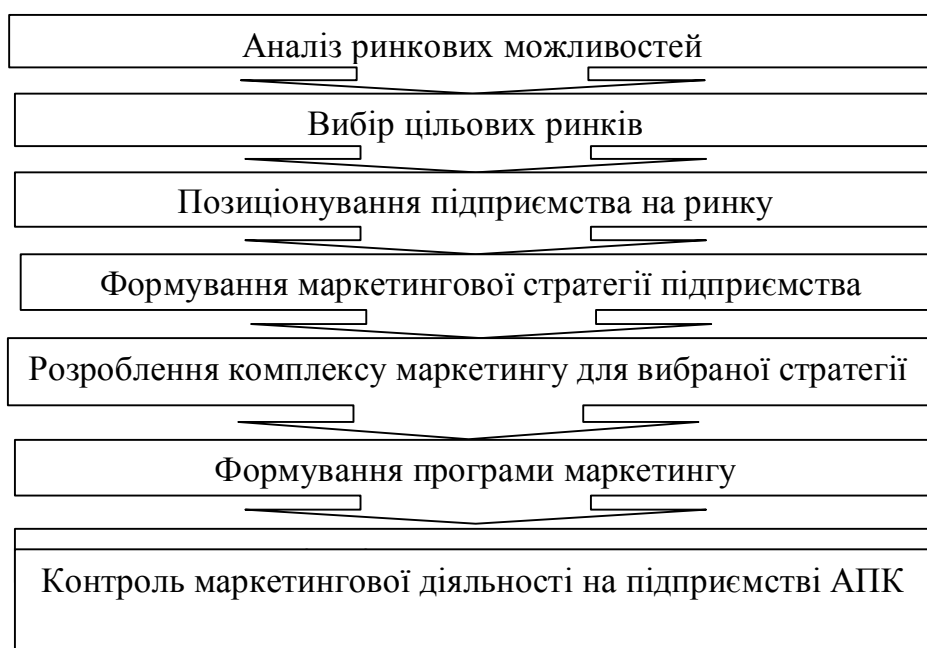 Аналіз ринкових можливостей
Вибір цільових ринків
Позиціонування підприємства на ринку
Формування маркетингової стратегії підприємства
Розроблення комплексу маркетингу для вибраної стратегії
Формування програми маркетингу
Контроль маркетингової діяльності на підприємстві АПК